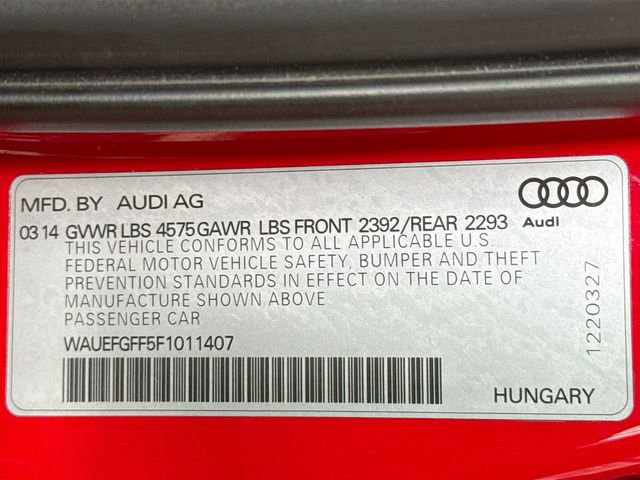 MFD. BY AUDI AG
Audi
03 14 GVWR LBS 4575 GAWR LBS FRONT 2392/REAR 2293
THIS VEHICLE CONFORMS TO ALL APPLICABLE U.S.
FEDERAL MOTOR VEHICLE SAFETY, BUMPER AND THEFT
PREVENTION STANDARDS IN EFFECT ON THE DATE OF
MANUFACTURE SHOWN ABOVE
PASSENGER CAR
WAUEFGFF5F1011407
HUNGARY
1220327